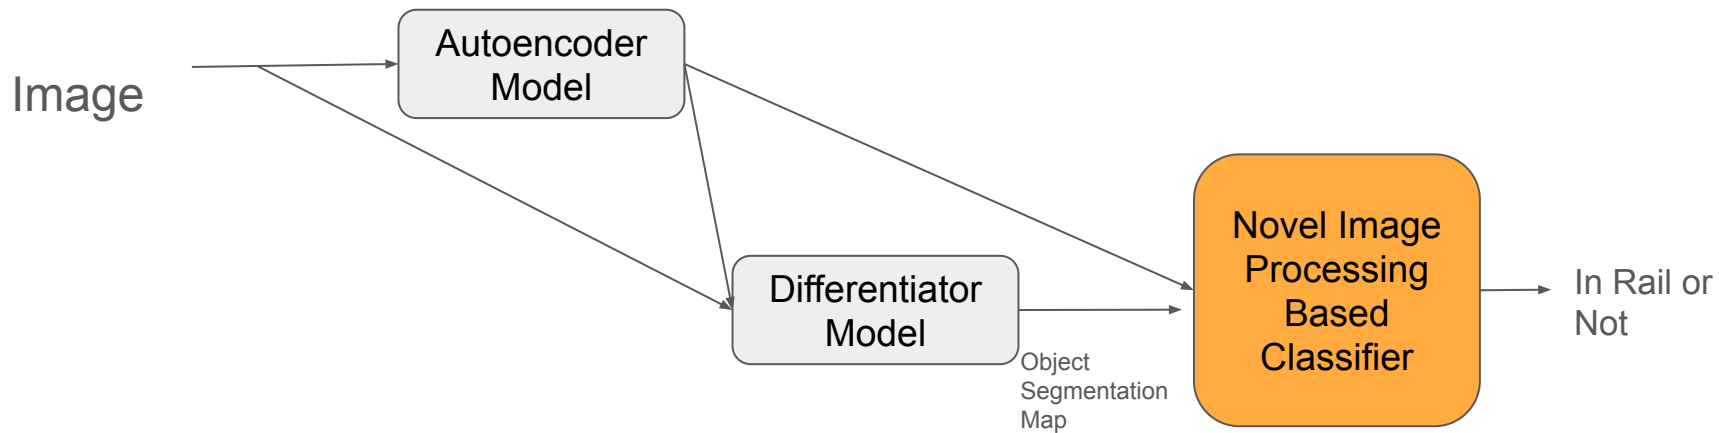 Image
Autoencoder
Model
Differentiator
Model
Object
Segmentation
Map
Novel Image
Processing
Based
Classifier
In Rail or
Not